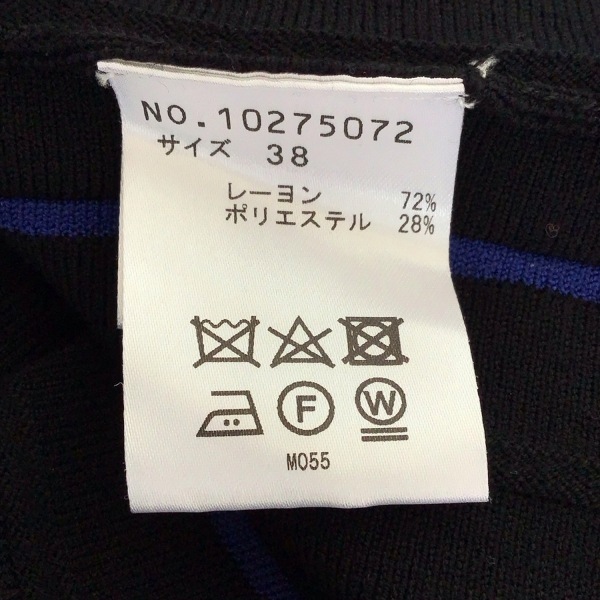 NO.10275072
サイズ 38
レーヨン 72%
ポリエステル 28%
F W
M055